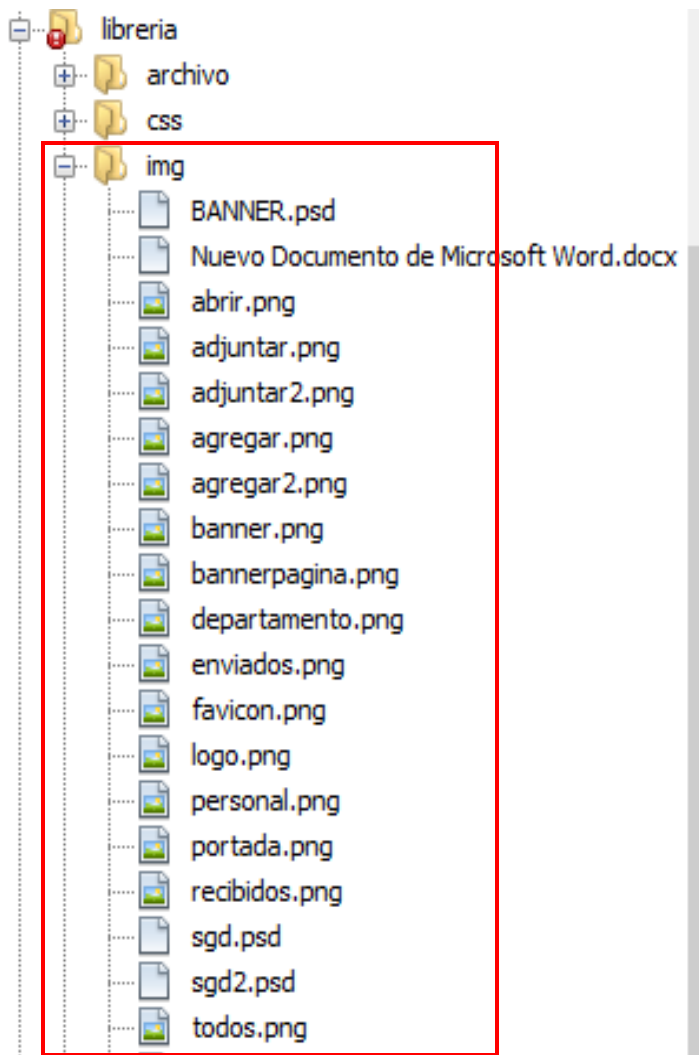 libreria
archivo
css
img
BANNER.psd
Nuevo Documento de Microsoft Word.docx
abrir.png
adjuntar.png
adjuntar2.png
agregar.png
agregar2.png
banner.png
bannerpagina.png
departamento.png
enviados.png
favicon.png
logo.png
personal.png
portada.png
recibidos.png
sgd.psd
sgd2.psd
todos.png